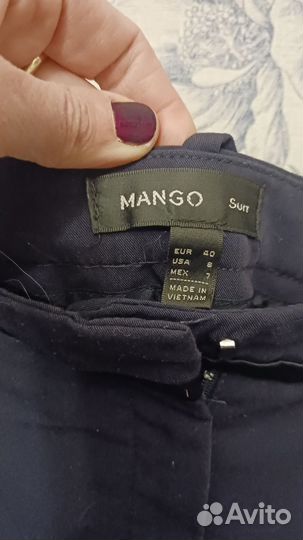 MANGO Suit
EUR 40
USA 8
MEX 7
MADE IN
VIETNAM
Avito